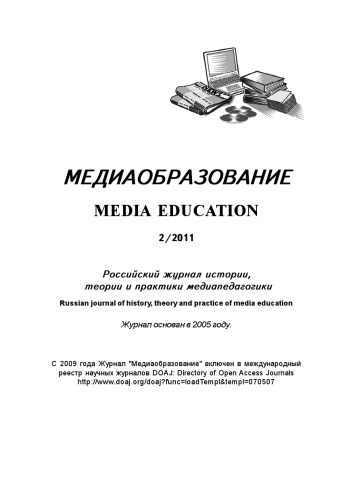 МЕДИАОБРАЗОВАНИЕ
MEDIA EDUCATION
2/2011
Российский журнал истории,
теории и практики медиапедагогики
Russian journal of history, theory and practice of media education
Журнал основан в 2005 году.
С 2009 года Журнал "Медиаобразование" включен в международный
реестр научных журналов DOAJ: Directory of Open Access Journals
http://www.doaj.org/doaj?func=loadTempl&templ=070507